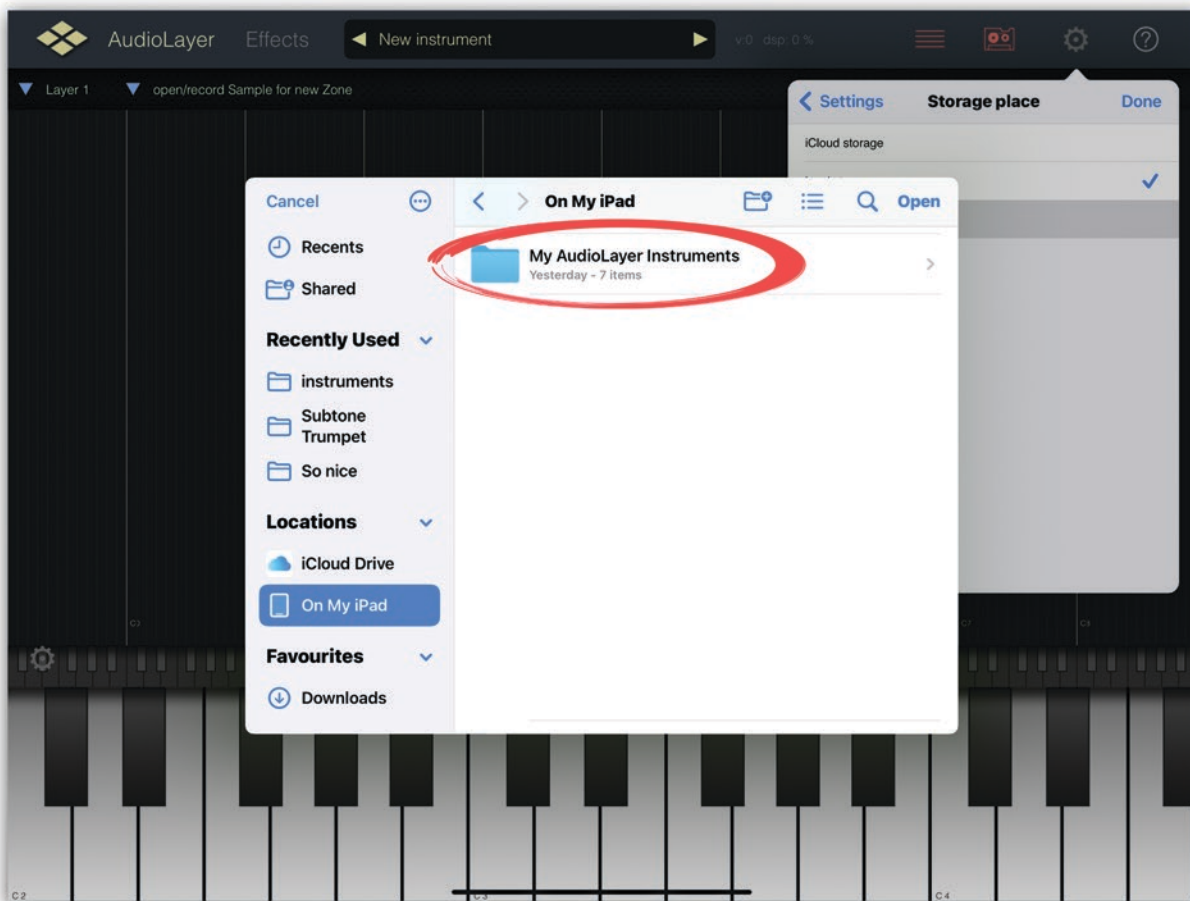 AudioLayer Effects New instrument v:0 dsp: 0 %
Layer 1 open/record Sample for new Zone
Settings Storage place Done
iCloud storage
Cancel
On My iPad
Open
Recents
Shared
Recently Used
instruments
Subtone
Trumpet
So nice
Locations
iCloud Drive
On My iPad
Favourites
Downloads
My AudioLayer Instruments
Yesterday - 7 items
C7
C2
C3
C4